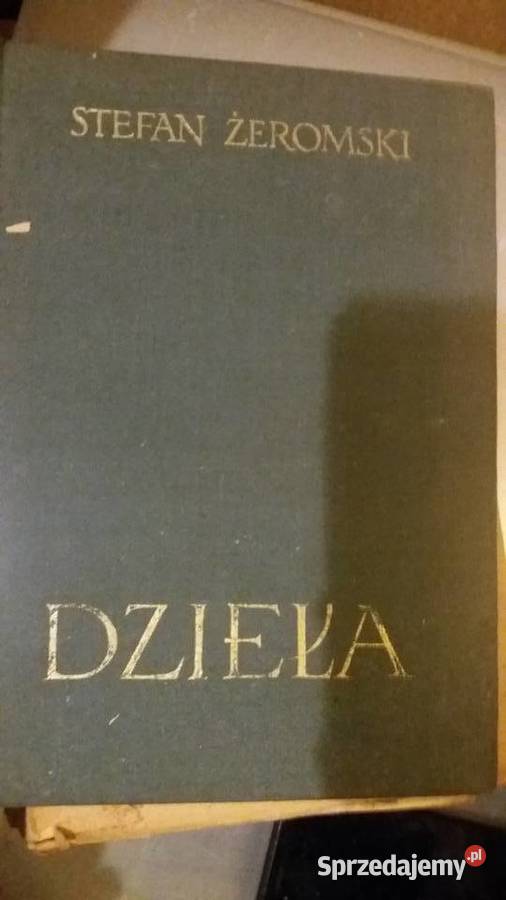 STEFAN ŻEROMSKI
DZIEŁA
Sprzedajemy.pl